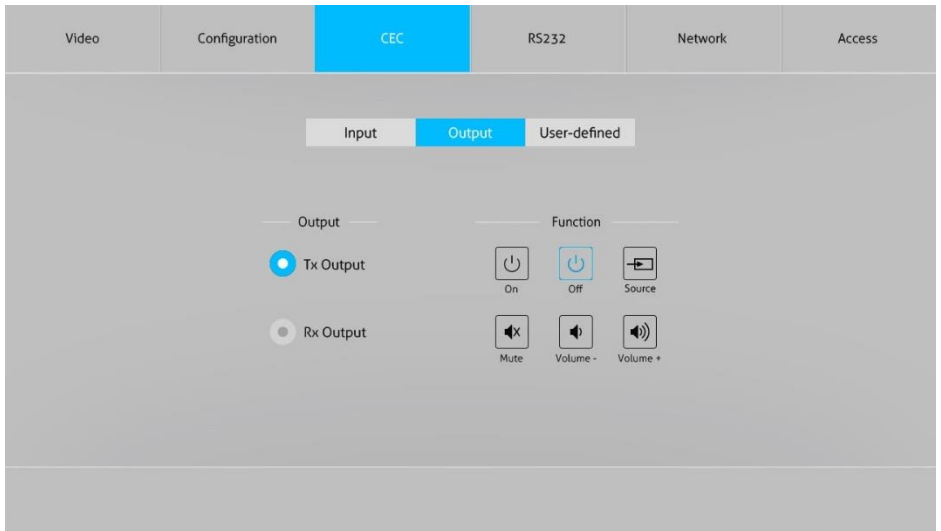 Video Configuration CEC RS232 Network Access
Input Output User-defined
Output Function
Tx Output
On Off Source
Rx Output
Mute Volume - Volume +